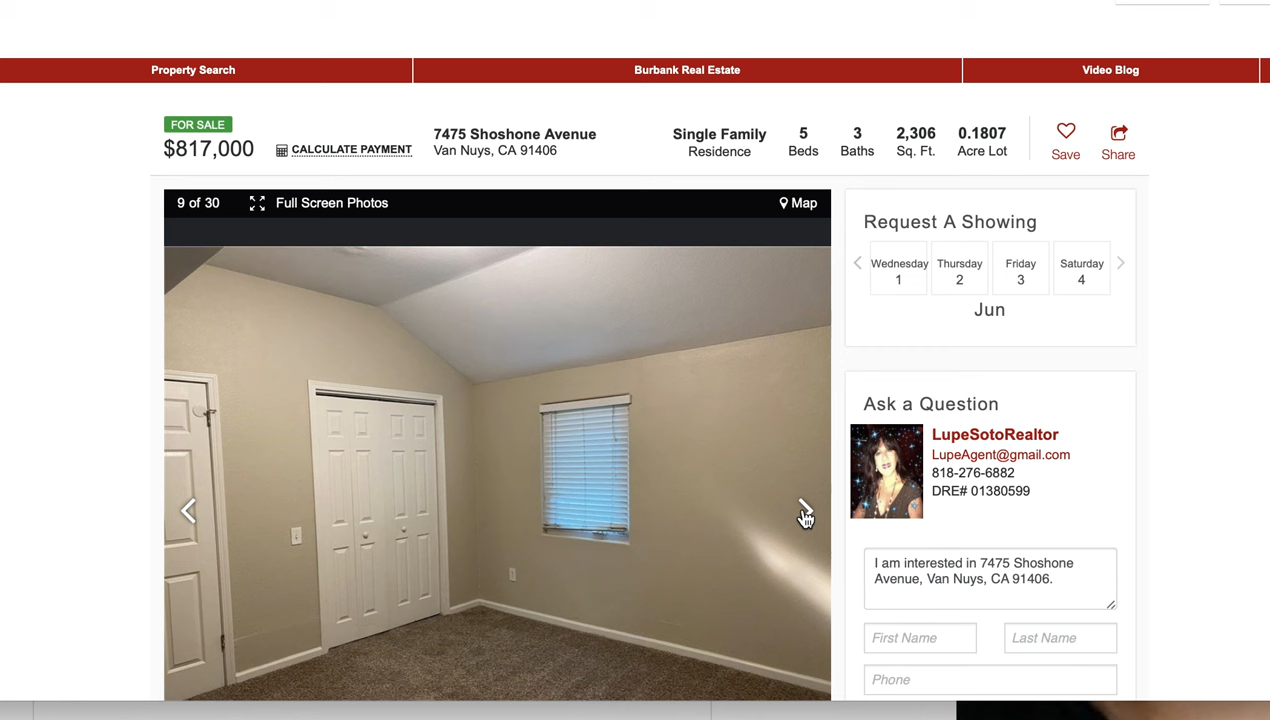 Property Search
Burbank Real Estate
Video Blog
FOR SALE
$817,000
CALCULATE PAYMENT
7475 Shoshone Avenue
Van Nuys, CA 91406
Single Family
Residence
5
Beds
3
Baths
2,306
Sq. Ft.
0.1807
Acre Lot
Save
Share
9 of 30
Full Screen Photos
Map
Request A Showing
Wednesday
1
Thursday
2
Friday
3
Saturday
4
Jun
Ask a Question
LupeSotoRealtor
LupeAgent@gmail.com
818-276-6882
DRE# 01380599
I am interested in 7475 Shoshone
Avenue, Van Nuys, CA 91406.
First Name
Last Name
Phone